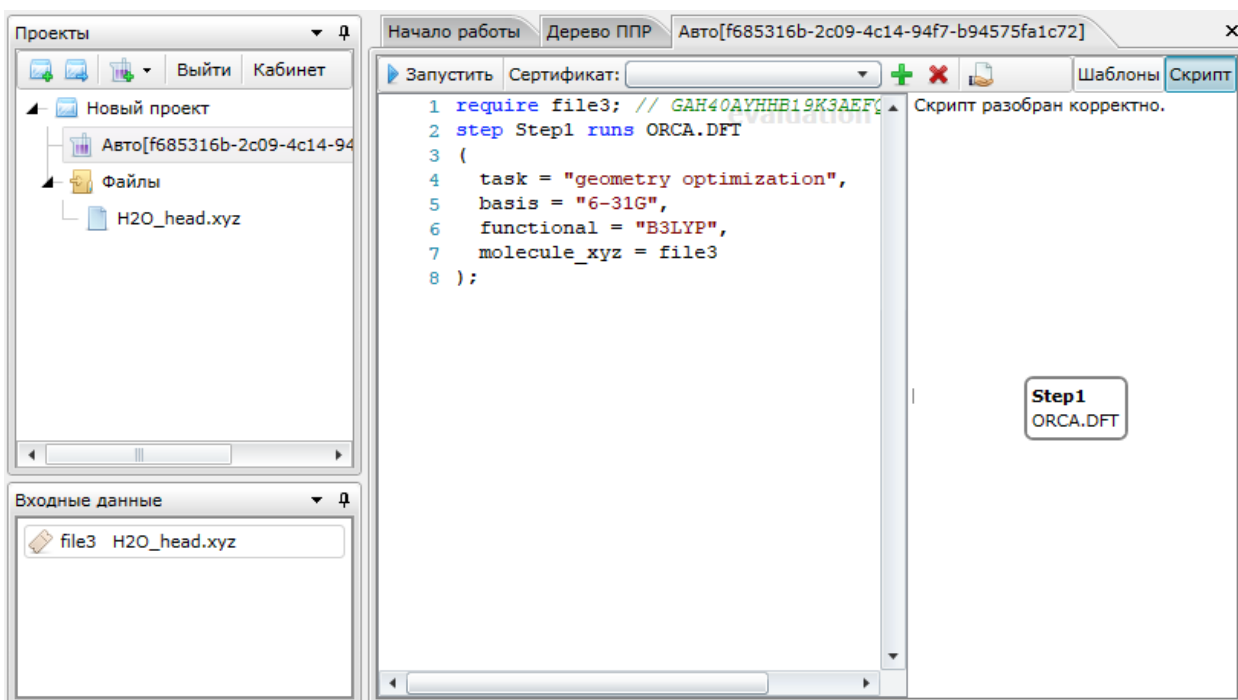 Проекты
Выйти Кабинет
Новый проект
Авто[f685316b-2c09-4c14-94
Файлы
H2O_head.xyz
Входные данные
file3 H2O_head.xyz
Начало работы Дерево ППР Авто[f685316b-2c09-4c14-94f7-b94575fa1c72]
Запустить Сертификат: Шаблоны Скрипт
evaluation
1 require file3; // GAH40AYHHB19K3AEF
2 step Step1 runs ORCA.DFT
3 (
4 task = "geometry optimization",
5 basis = "6-31G",
6 functional = "B3LYP",
7 molecule_xyz = file3
8 );
Скрипт разобран корректно.
Step1
ORCA.DFT